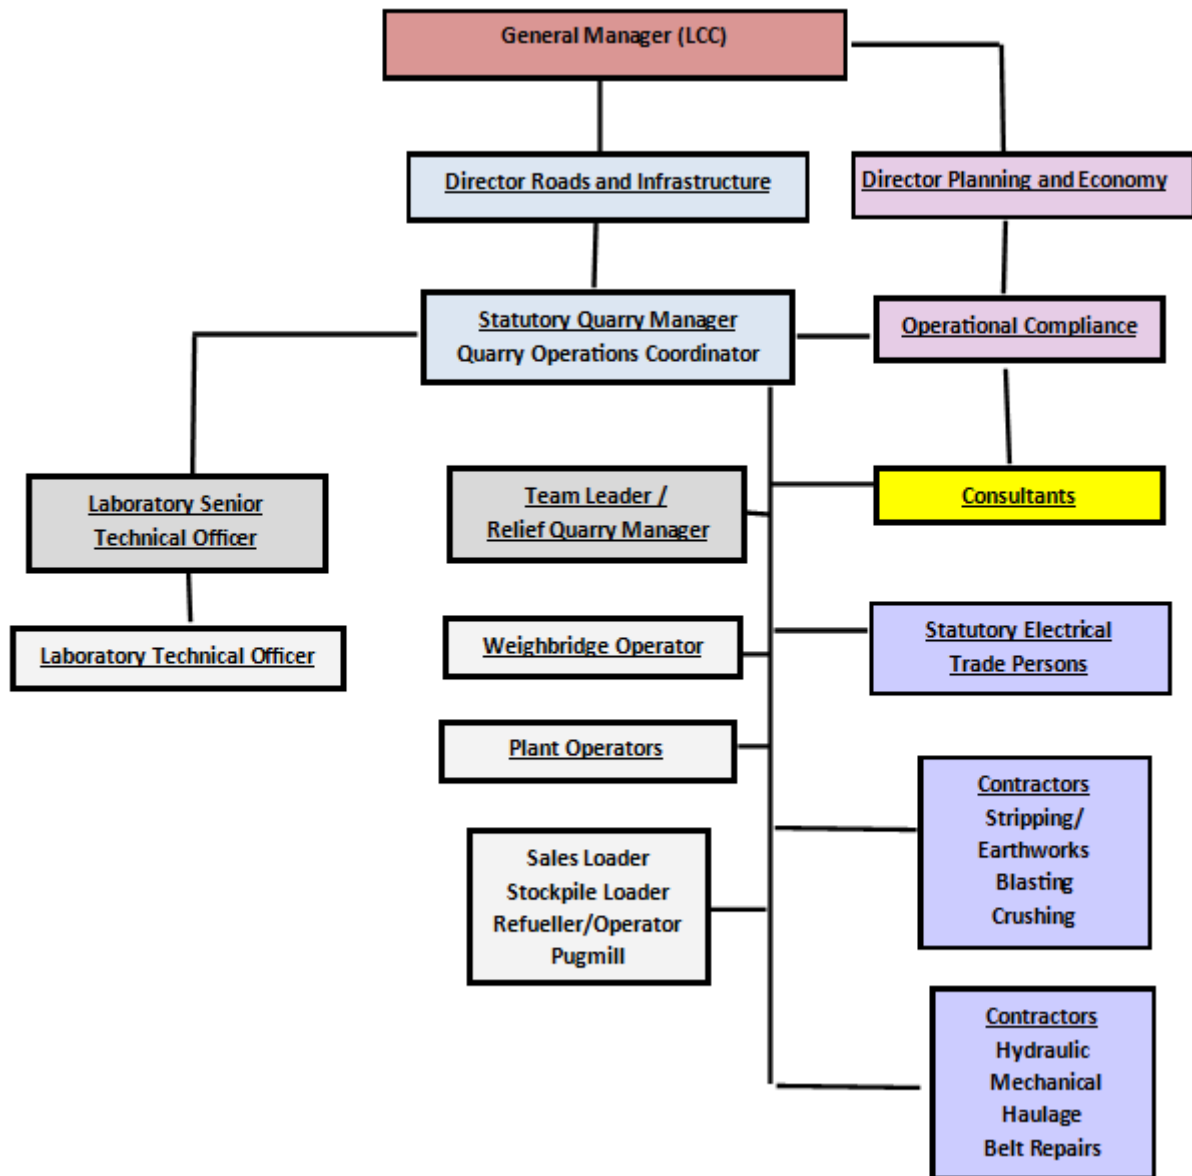 General Manager (LCC)
Director Roads and Infrastructure
Director Planning and Economy
Statutory Quarry Manager
Quarry Operations Coordinator
Operational Compliance
Laboratory Senior
Technical Officer
Team Leader /
Relief Quarry Manager
Consultants
Laboratory Technical Officer
Weighbridge Operator
Statutory Electrical
Trade Persons
Plant Operators
Contractors
Stripping/
Earthworks
Blasting
Crushing
Sales Loader
Stockpile Loader
Refueller/Operator
Pugmill
Contractors
Hydraulic
Mechanical
Haulage
Belt Repairs